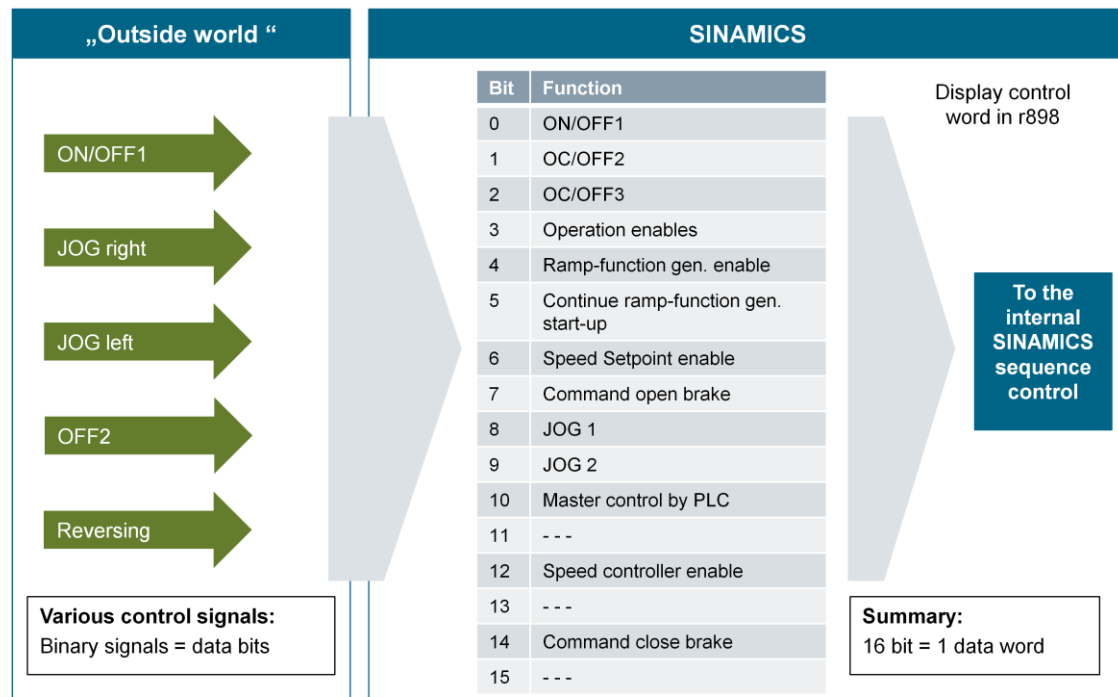 „Outside world “
SINAMICS
ON/OFF1
JOG right
JOG left
OFF2
Reversing
Various control signals:
Binary signals = data bits
Bit Function
0 ON/OFF1
1 OC/OFF2
2 OC/OFF3
3 Operation enables
4 Ramp-function gen. enable
5 Continue ramp-function gen.
start-up
6 Speed Setpoint enable
7 Command open brake
8 JOG 1
9 JOG 2
10 Master control by PLC
11 - - -
12 Speed controller enable
13 - - -
14 Command close brake
15 - - -
Display control
word in r898
To the
internal
SINAMICS
sequence
control
Summary:
16 bit = 1 data word